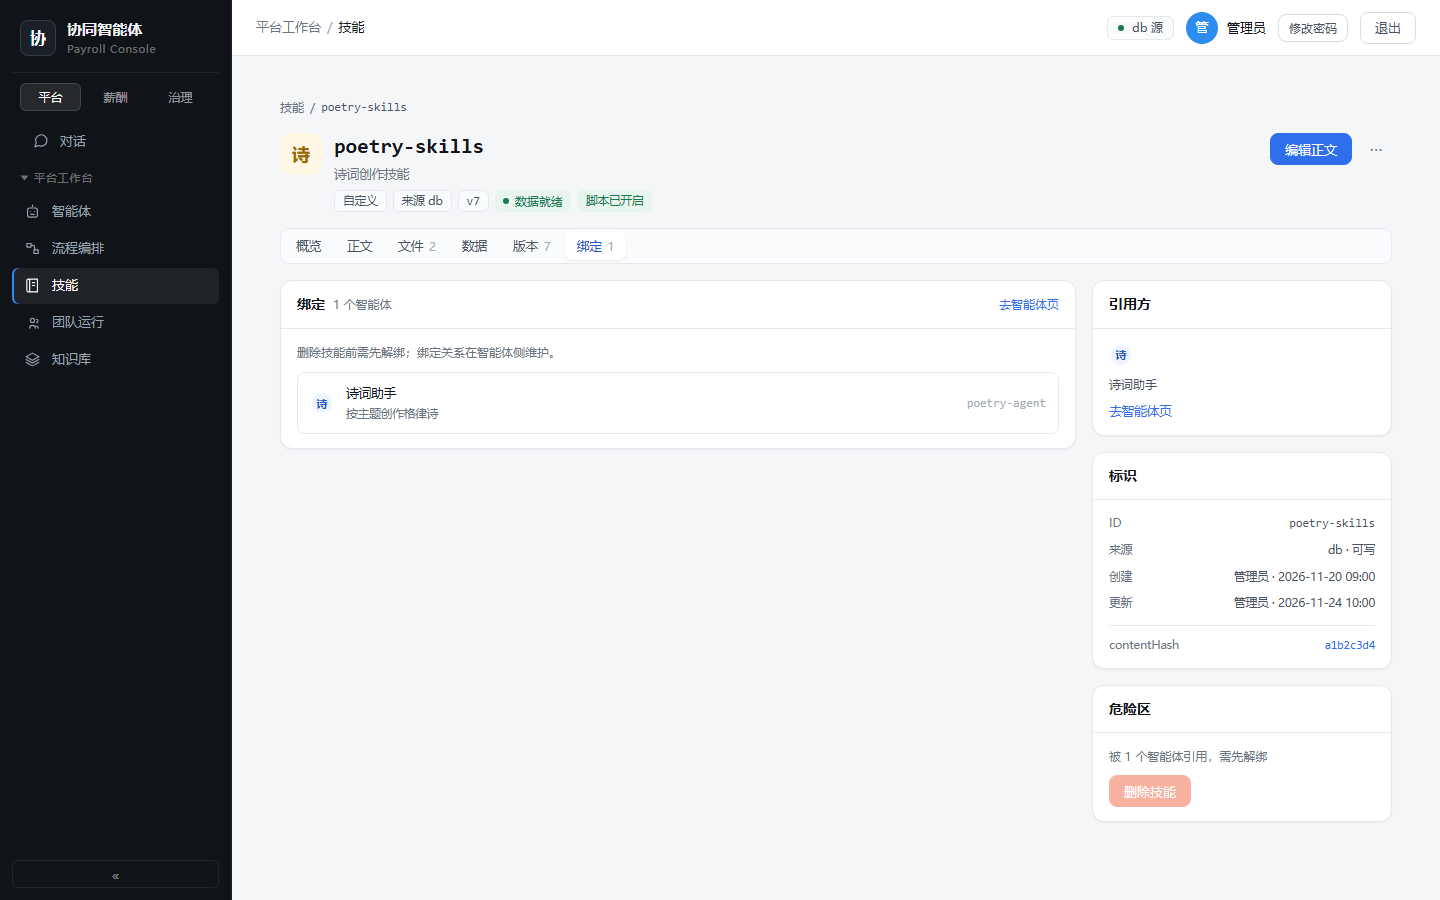 协
协同智能体
Payroll Console
平台
薪酬
治理
对话
平台工作台
智能体
流程编排
技能
团队运行
知识库
«
平台工作台 / 技能
db 源
管
管理员
修改密码
退出
技能 / poetry-skills
诗
poetry-skills
诗词创作技能
自定义
来源 db
v7
数据就绪
脚本已开启
编辑正文
···
概览
正文
文件 2
数据
版本 7
绑定 1
绑定 1 个智能体
去智能体页
删除技能前需先解绑；绑定关系在智能体侧维护。
诗
诗词助手
按主题创作格律诗
poetry-agent
引用方
诗
诗词助手
去智能体页
标识
ID poetry-skills
来源 db · 可写
创建 管理员 · 2026-11-20 09:00
更新 管理员 · 2026-11-24 10:00
contentHash a1b2c3d4
危险区
被 1 个智能体引用，需先解绑
删除技能